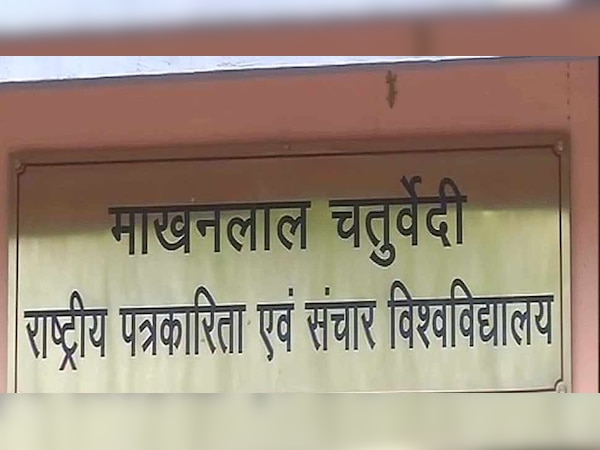 माखनलाल चतुर्वेदी
राष्ट्रीय पत्रकारिता एवं संचार विश्वविद्यालय